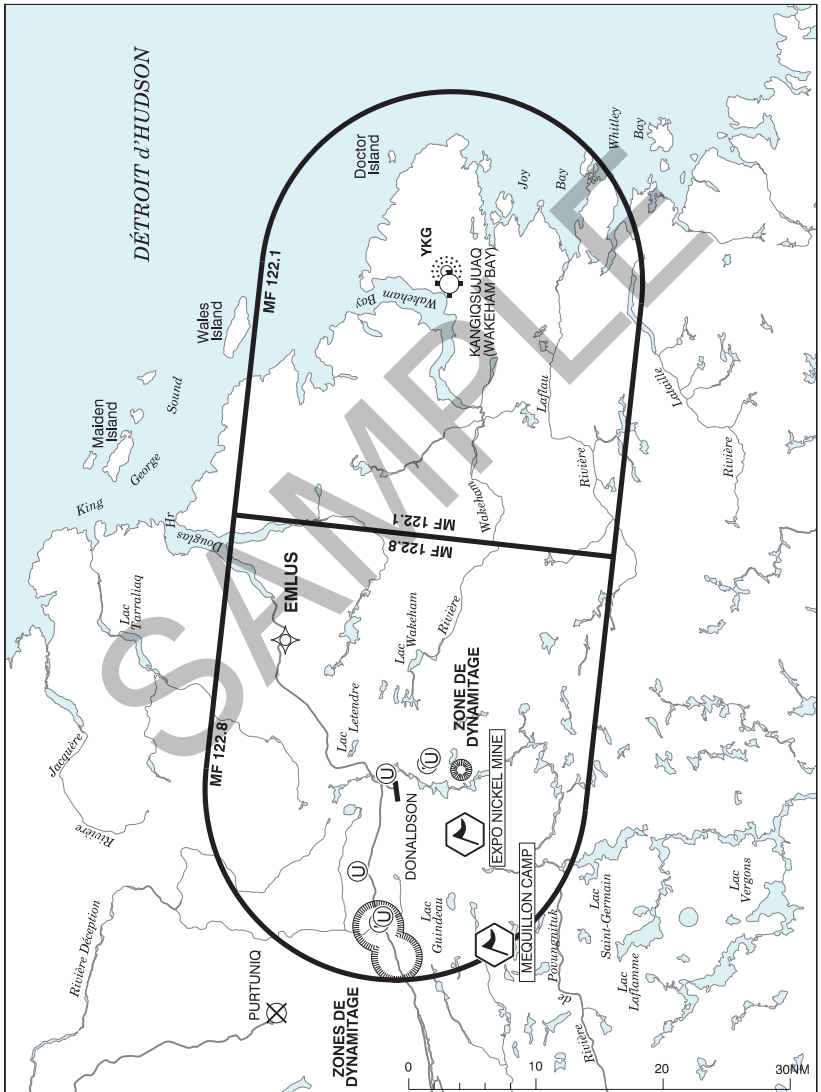 DÉTROIT d'HUDSON
Doctor
Island
Whitley
Bay
Joy
Bay
YKG
KANGIQSUJUAQ
(WAKEHAM BAY)
Wakeham
Bay
MF 122.1
Wales
Island
Maiden
Island
King
George
Sound
Douglas
Hr
Laflau
Rivière
Lataille
Rivière
Wakeham
Rivière
MF 122.1
MF 122.8
EMLUS
Lac
Tarraliaq
Lac
Wakeham
Lac
Letendre
ZONE DE
DYNAMITAGE
MF 122.8
Jacquère
Rivière
U
U
U
U
DONALDSON
EXPO NICKEL MINE
MEQUILLON CAMP
Lac
Guindeau
Rivière Déception
PURTUNIQ
ZONES DE
DYNAMITAGE
Povungnituk
de
Rivière
Lac
Saint-Germain
Lac
Laflamme
Lac
Vergons
0
10
20
30NM
SAMPLE